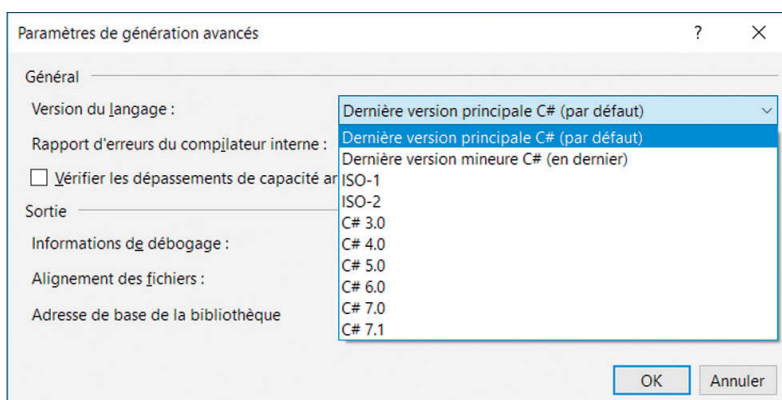 Paramètres de génération avancés ? ×
Général
Version du langage : Dernière version principale C# (par défaut)
Rapport d'erreurs du compilateur interne : Dernière version principale C# (par défaut)
Dernière version mineure C# (en dernier)
Vérifier les dépassements de capacité ar ISO-1
ISO-2
Sortie
C# 3.0
Informations de débogage : C# 4.0
C# 5.0
Alignement des fichiers : C# 6.0
C# 7.0
Adresse de base de la bibliothèque
C# 7.1
OK Annuler